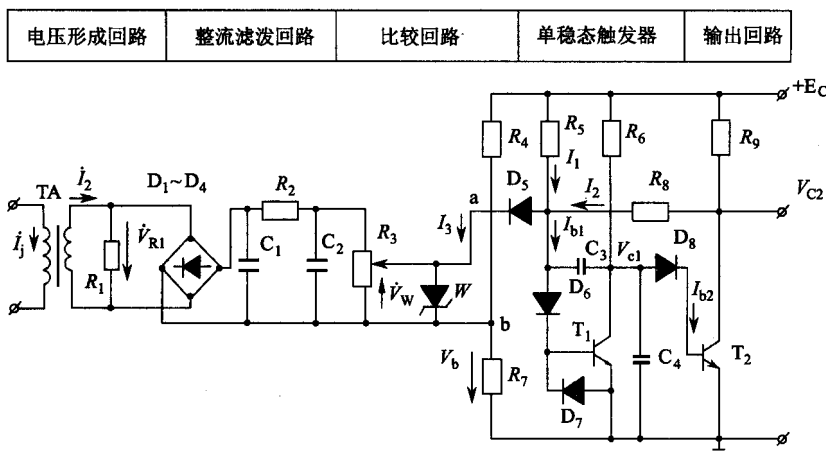 电压形成回路 整流滤泼回路 比较回路 单稳态触发器 输出回路
+E_C
R_4 R_5 R_6 R_9
I_1
TA İ_2 D_1~D_4 R_2 a D_5 I_2 R_8 V_C2
İ_j V̇_R1 C_1 C_2 R_3 I_3 I_b1 C_3 V_c1 D_8
R_1 V̇_W W D_6 I_b2
b T_1 C_4 T_2
V_b R_7 D_7